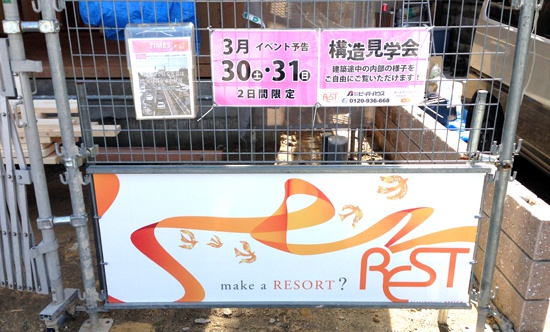 TIMES
3月 イベント予告
30土・31日
2日間限定
構造見学会
建築途中の内部の様子を
ご自由にご覧いただけます!
0120-936-668
make a RESORT?
REST